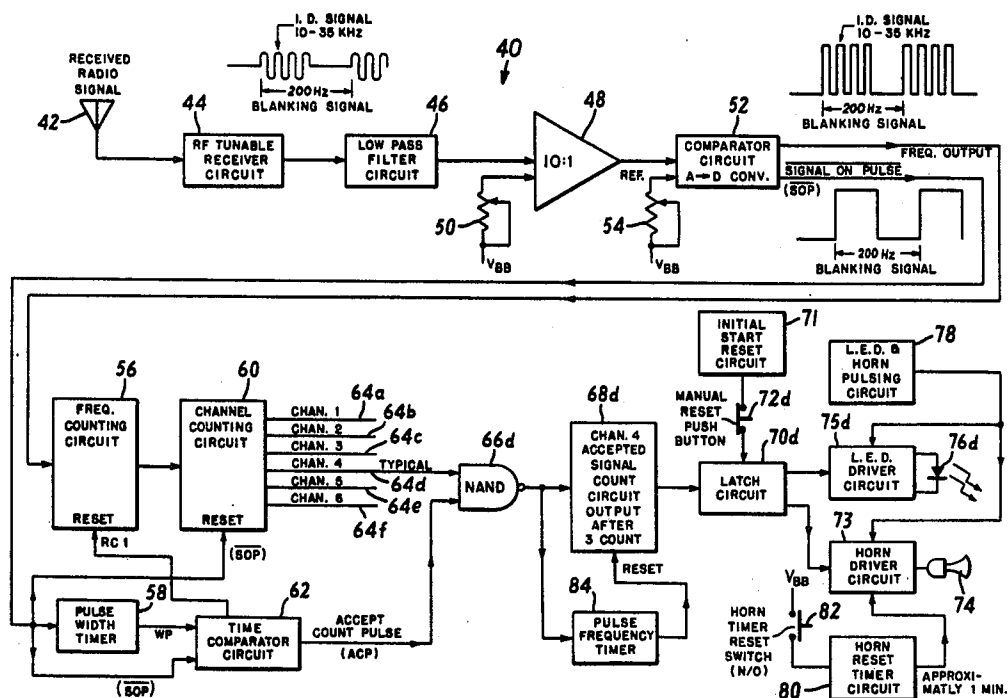 I. D. SIGNAL
10-35 KHz
200 Hz
BLANKING SIGNAL
40
I.D. SIGNAL
10-35 KHz
200 Hz
BLANKING SIGNAL
RECEIVED
RADIO
SIGNAL
42
44
RF TUNABLE
RECEIVER
CIRCUIT
46
LOW PASS
FILTER
CIRCUIT
48
10:1
50
VBB
REF.
54
VBB
52
COMPARATOR
CIRCUIT
A→D CONV.
FREQ. OUTPUT
SIGNAL ON PULSE
(SOP)
200 Hz
BLANKING SIGNAL
56
FREQ.
COUNTING
CIRCUIT
RESET
RC 1
60
CHANNEL
COUNTING
CIRCUIT
RESET
(SOP)
CHAN. 1
64a
CHAN. 2
64b
CHAN. 3
64c
CHAN. 4
TYPICAL
64d
CHAN. 5
64e
CHAN. 6
64f
66d
NAND
68d
CHAN. 4
ACCEPTED
SIGNAL
COUNT
CIRCUIT
OUTPUT
AFTER
3 COUNT
RESET
INITIAL
START RESET
CIRCUIT
71
MANUAL
RESET
PUSH
BUTTON
72d
70d
LATCH
CIRCUIT
78
L.E.D. &
HORN
PULSING
CIRCUIT
75d
L.E.D.
DRIVER
CIRCUIT
76d
73
HORN
DRIVER
CIRCUIT
74
58
PULSE
WIDTH
TIMER
WP
(SOP)
62
TIME
COMPARATOR
CIRCUIT
ACCEPT
COUNT PULSE
(ACP)
84
PULSE
FREQUENCY
TIMER
VBB
HORN
TIMER
RESET
SWITCH
(N/O)
82
80
HORN
RESET
TIMER
CIRCUIT
APPROXI-
MATLY 1 MIN.